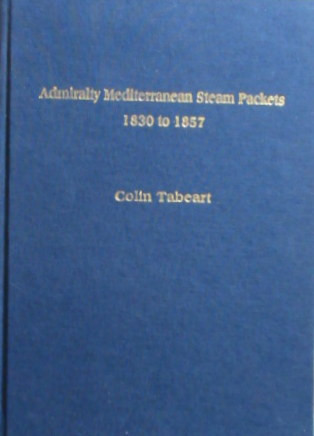 Admiralty Mediterranean Steam Packets
1830 to 1857
Colin Tabeart